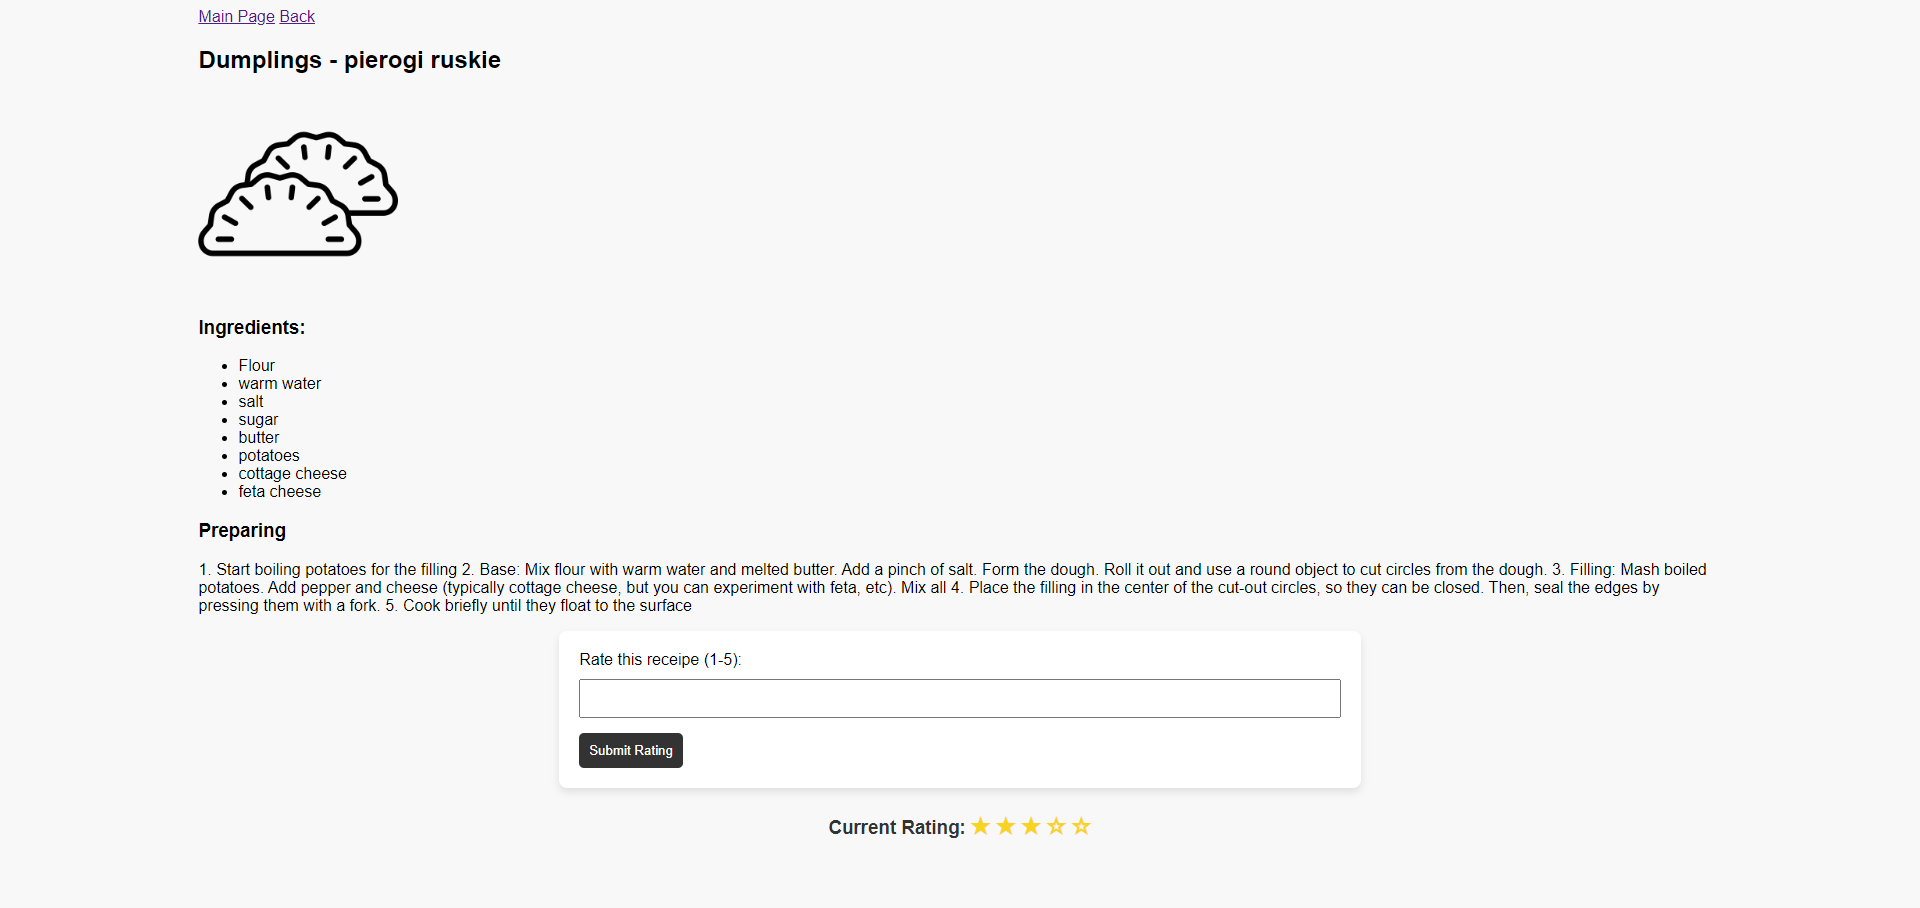 Main Page Back
Dumplings - pierogi ruskie
Ingredients:
Flour
warm water
salt
sugar
butter
potatoes
cottage cheese
feta cheese
Preparing
1. Start boiling potatoes for the filling 2. Base: Mix flour with warm water and melted butter. Add a pinch of salt. Form the dough. Roll it out and use a round object to cut circles from the dough. 3. Filling: Mash boiled
potatoes. Add pepper and cheese (typically cottage cheese, but you can experiment with feta, etc). Mix all 4. Place the filling in the center of the cut-out circles, so they can be closed. Then, seal the edges by
pressing them with a fork. 5. Cook briefly until they float to the surface
Rate this receipe (1-5):
Submit Rating
Current Rating: ★ ★ ★ ☆ ☆